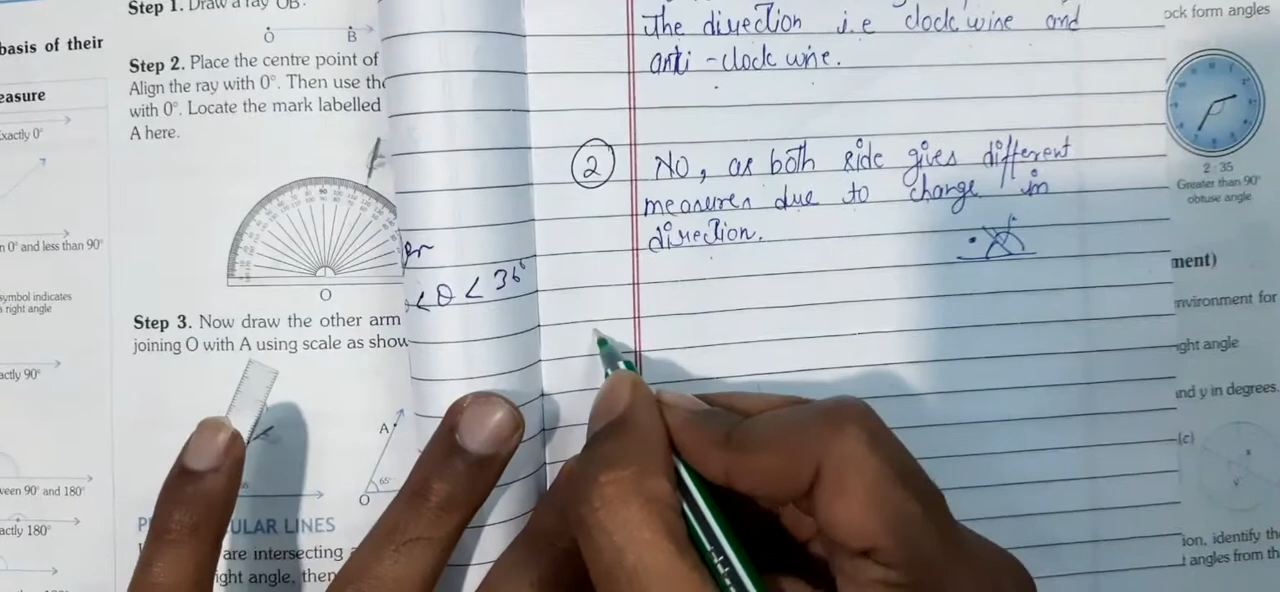 Step 1. Draw a ray OB.
basis of their
O B
Step 2. Place the centre point of
Align the ray with 0°. Then use the
with 0°. Locate the mark labelled
A here.
easure
Exactly 0°
n 0° and less than 90°
symbol indicates
a right angle
actly 90°
ween 90° and 180°
actly 180°
O
Step 3. Now draw the other arm
joining O with A using scale as show
A
65°
O
ULAR LINES
are intersecting
ight angle, then
< θ < 36°
The direction i.e clock wise and
anti-clock wise.
2 No, as both side gives different
measures due to change in
direction.
ock form angles
2 : 35
Greater than 90°
obtuse angle
ment)
nvironment for
ight angle
and y in degrees
(c)
x
y
ion, identify th
t angles from th